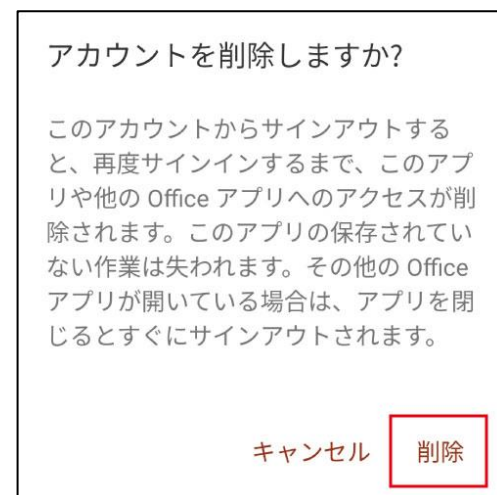 アカウントを削除しますか?
このアカウントからサインアウトする
と、再度サインインするまで、このアプ
リや他の Office アプリへのアクセスが削
除されます。このアプリの保存されてい
ない作業は失われます。その他の Office
アプリが開いている場合は、アプリを閉
じるとすぐにサインアウトされます。
キャンセル 削除